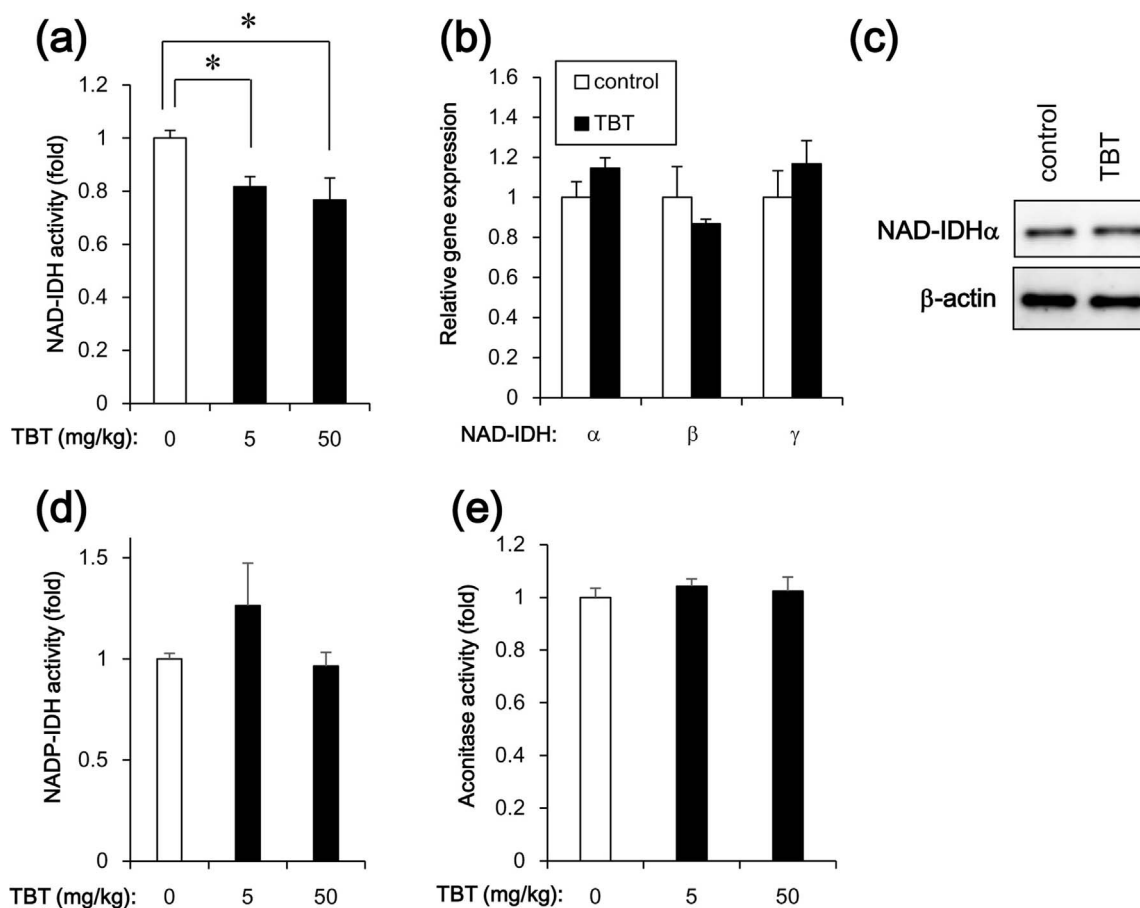 (a)
*
*
1.2
1
0.8
0.6
0.4
0.2
0
NAD-IDH activity (fold)
TBT (mg/kg): 0 5 50
(b)
control
TBT
1.6
1.4
1.2
1
0.8
0.6
0.4
0.2
0
Relative gene expression
NAD-IDH: α β γ
(c)
control
TBT
NAD-IDHα
β-actin
(d)
1.5
1
0.5
0
NADP-IDH activity (fold)
TBT (mg/kg): 0 5 50
(e)
1.2
1
0.8
0.6
0.4
0.2
0
Aconitase activity (fold)
TBT (mg/kg): 0 5 50